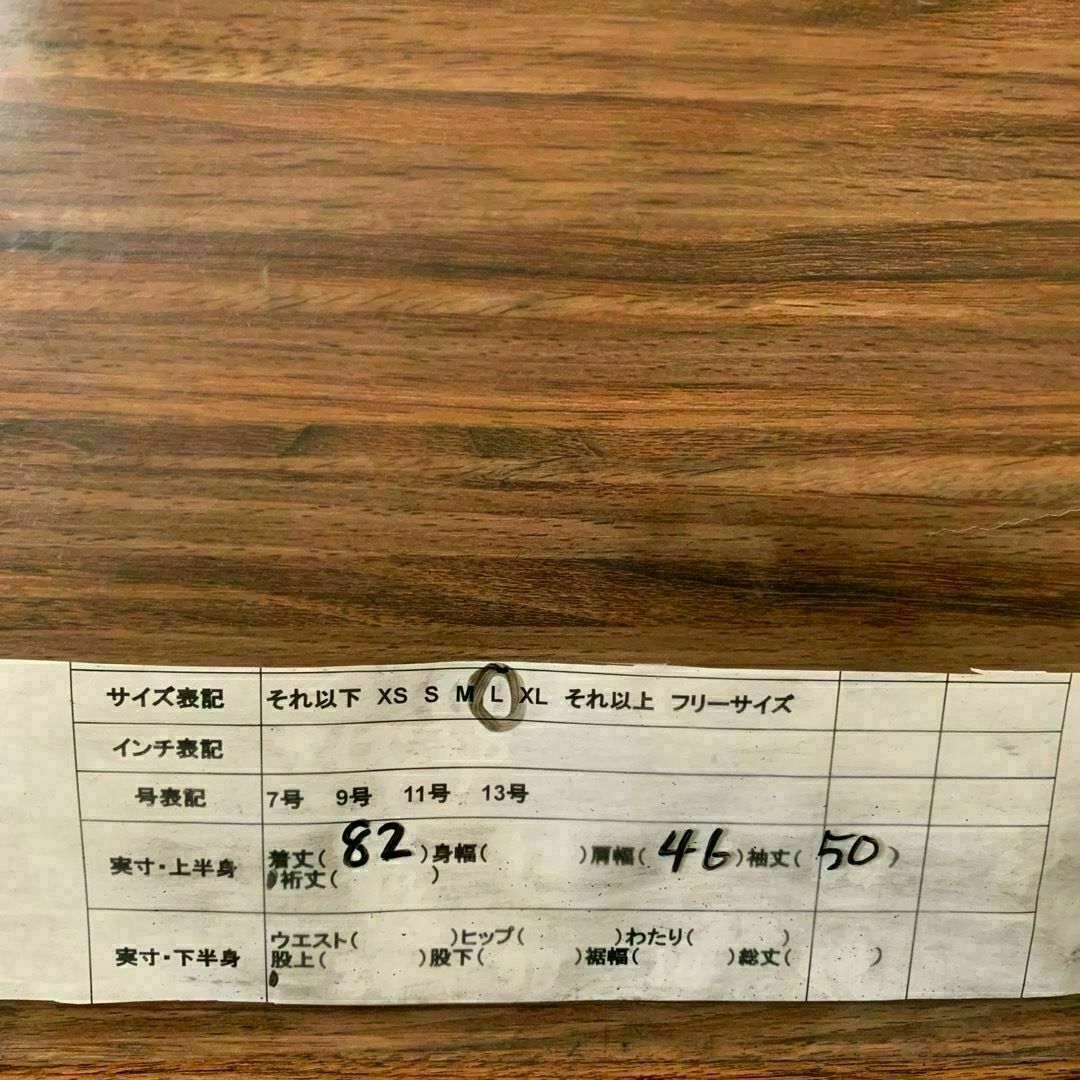 サイズ表記 それ以下 XS S M L XL それ以上 フリーサイズ
インチ表記
号表記 7号 9号 11号 13号
実寸・上半身 着丈( 82 )身幅( )肩幅( 46 )袖丈( 50 )
裄丈( )
実寸・下半身 ウエスト( )ヒップ( )わたり( )
股上( )股下( )裾幅( )総丈( )